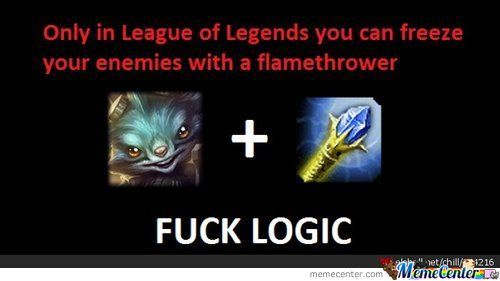 Only in League of Legends you can freeze
your enemies with a flamethrower
+
FUCK LOGIC
memecenter.com
MemeCenter